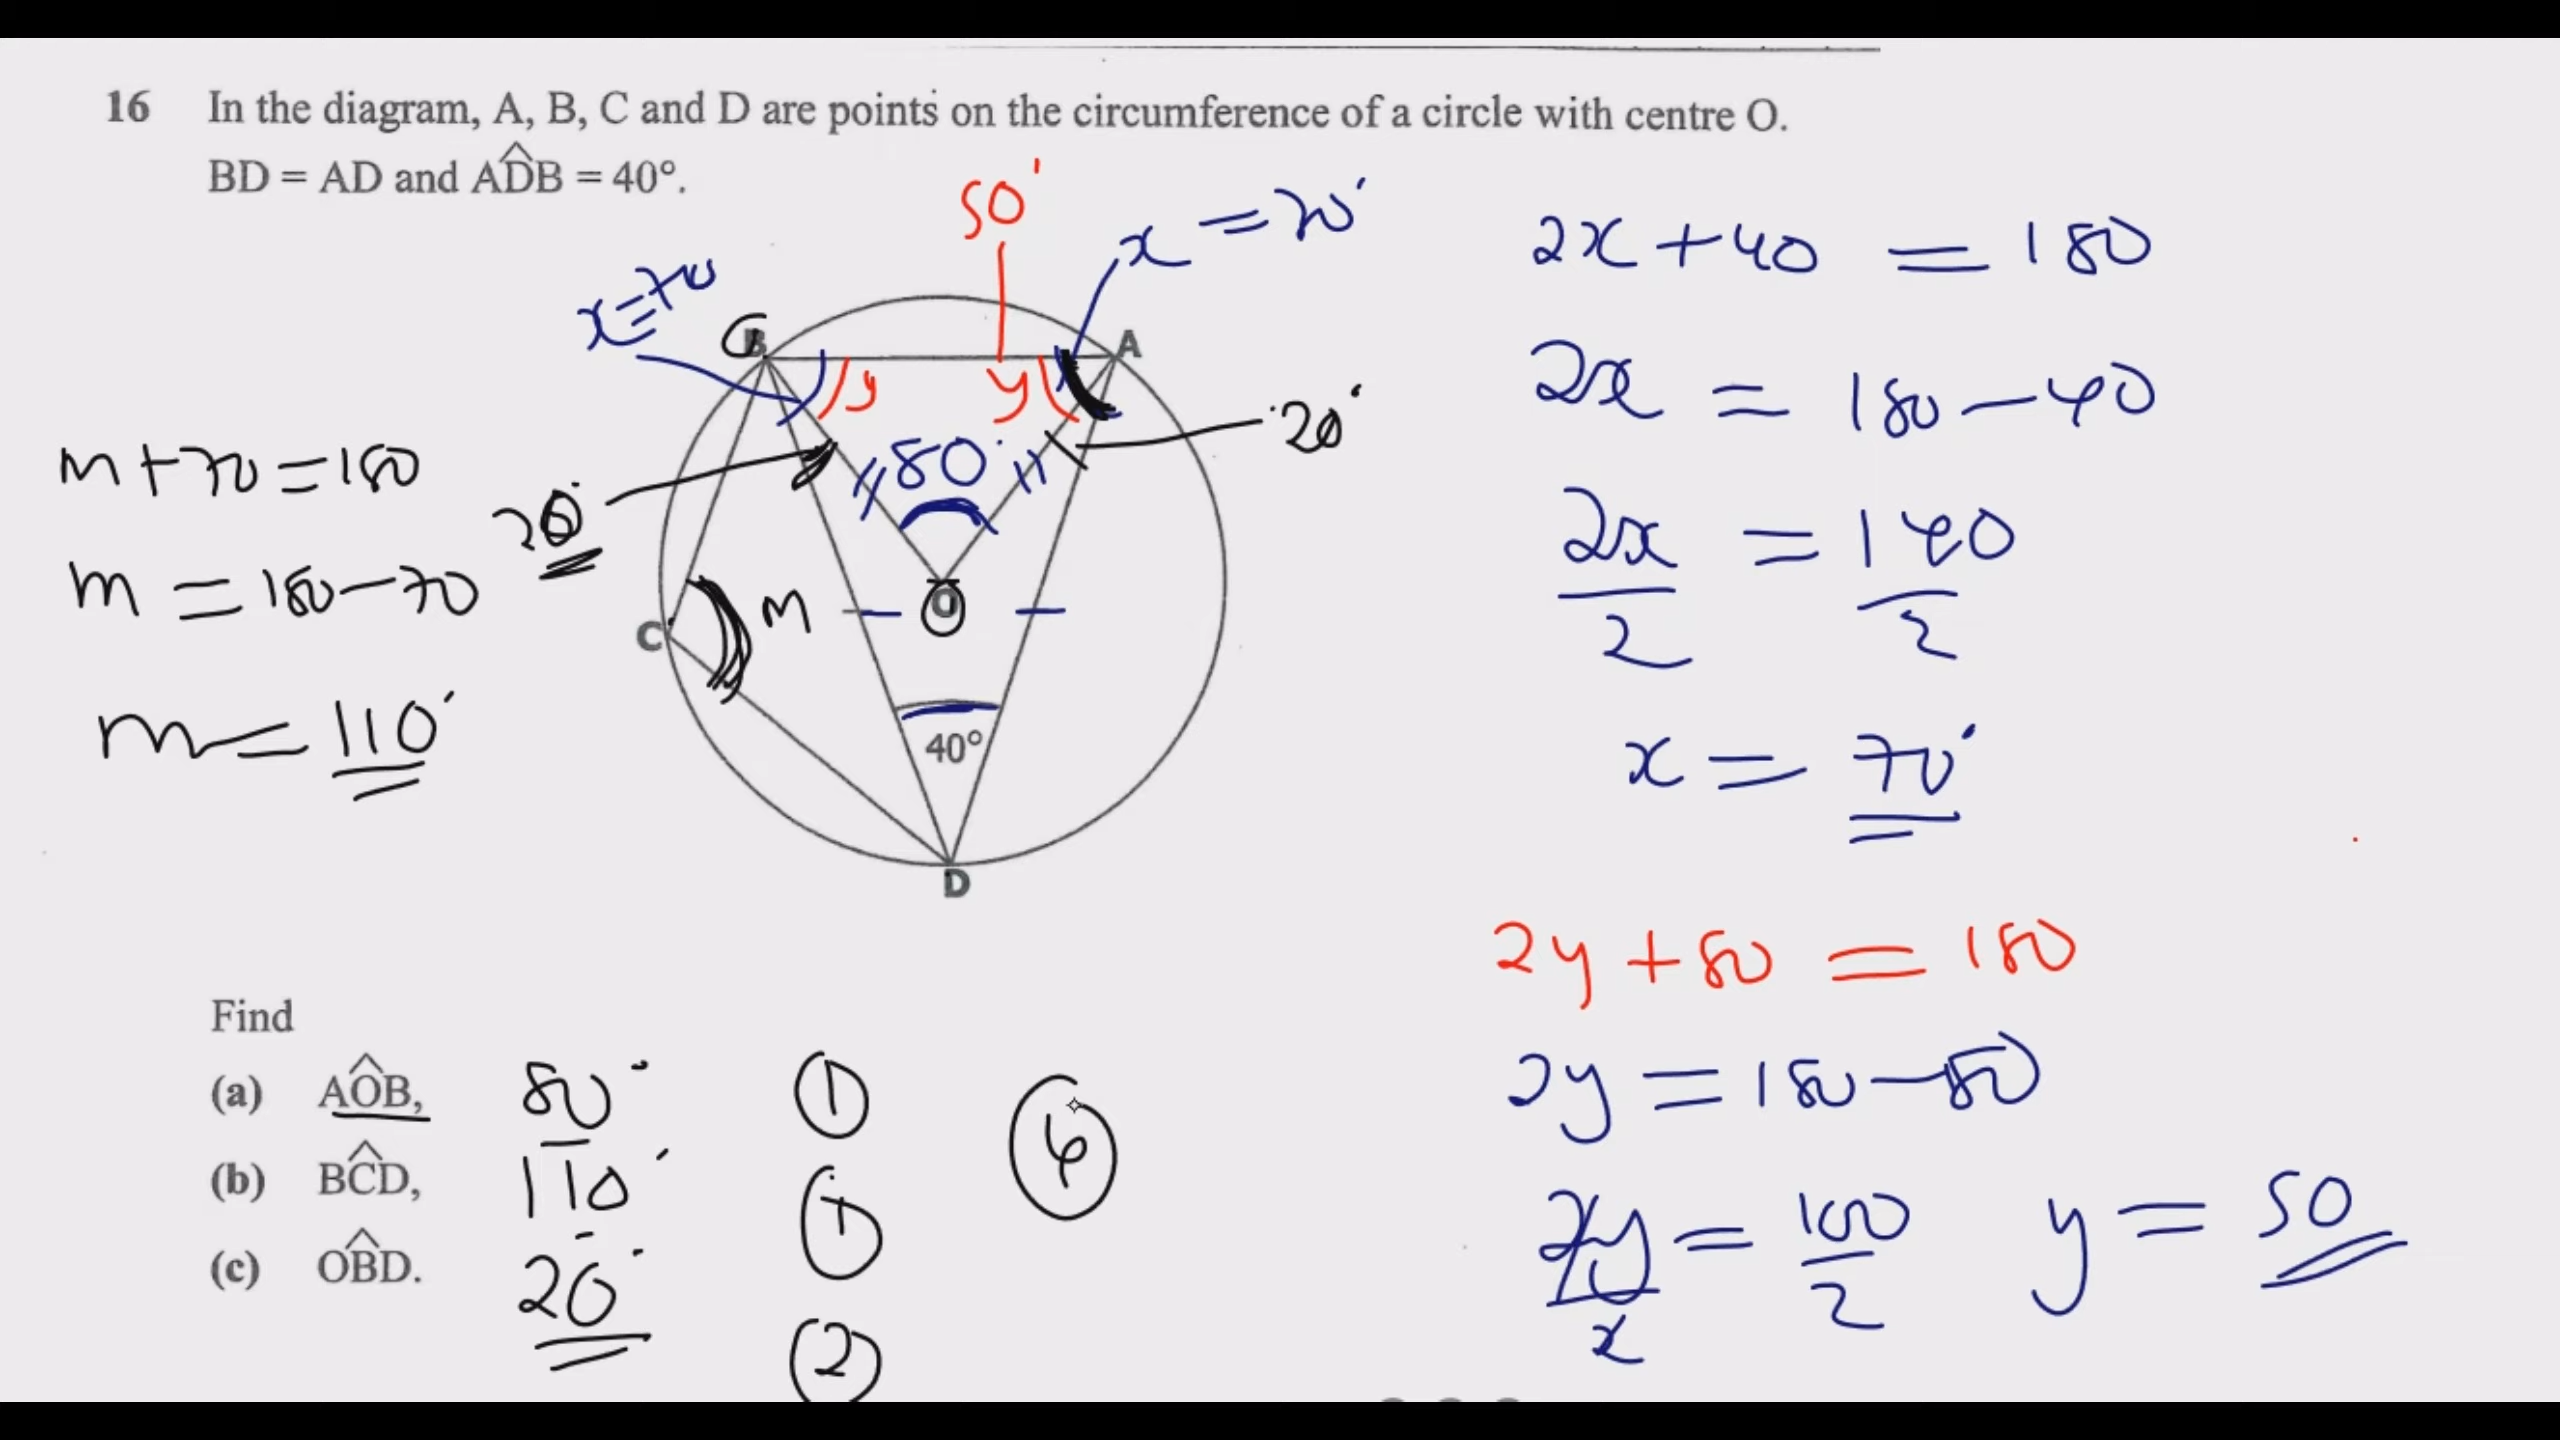 16 In the diagram, A, B, C and D are points on the circumference of a circle with centre O.
BD = AD and AD̂B = 40°.
50°
x = 70°
x = 70
B
A
y
y
80°
20°
20°
O
C
m
40°
D
m + 70 = 180
m = 180 - 70
m = 110°
2x + 40 = 180
2x = 180 - 40
2x/2 = 140/2
x = 70°
2y + 80 = 180
2y = 180 - 80
2y/2 = 100/2 y = 50
Find
(a) AÔB, 80° 1
(b) BĈD, 110° 1
(c) OB̂D. 20° 2